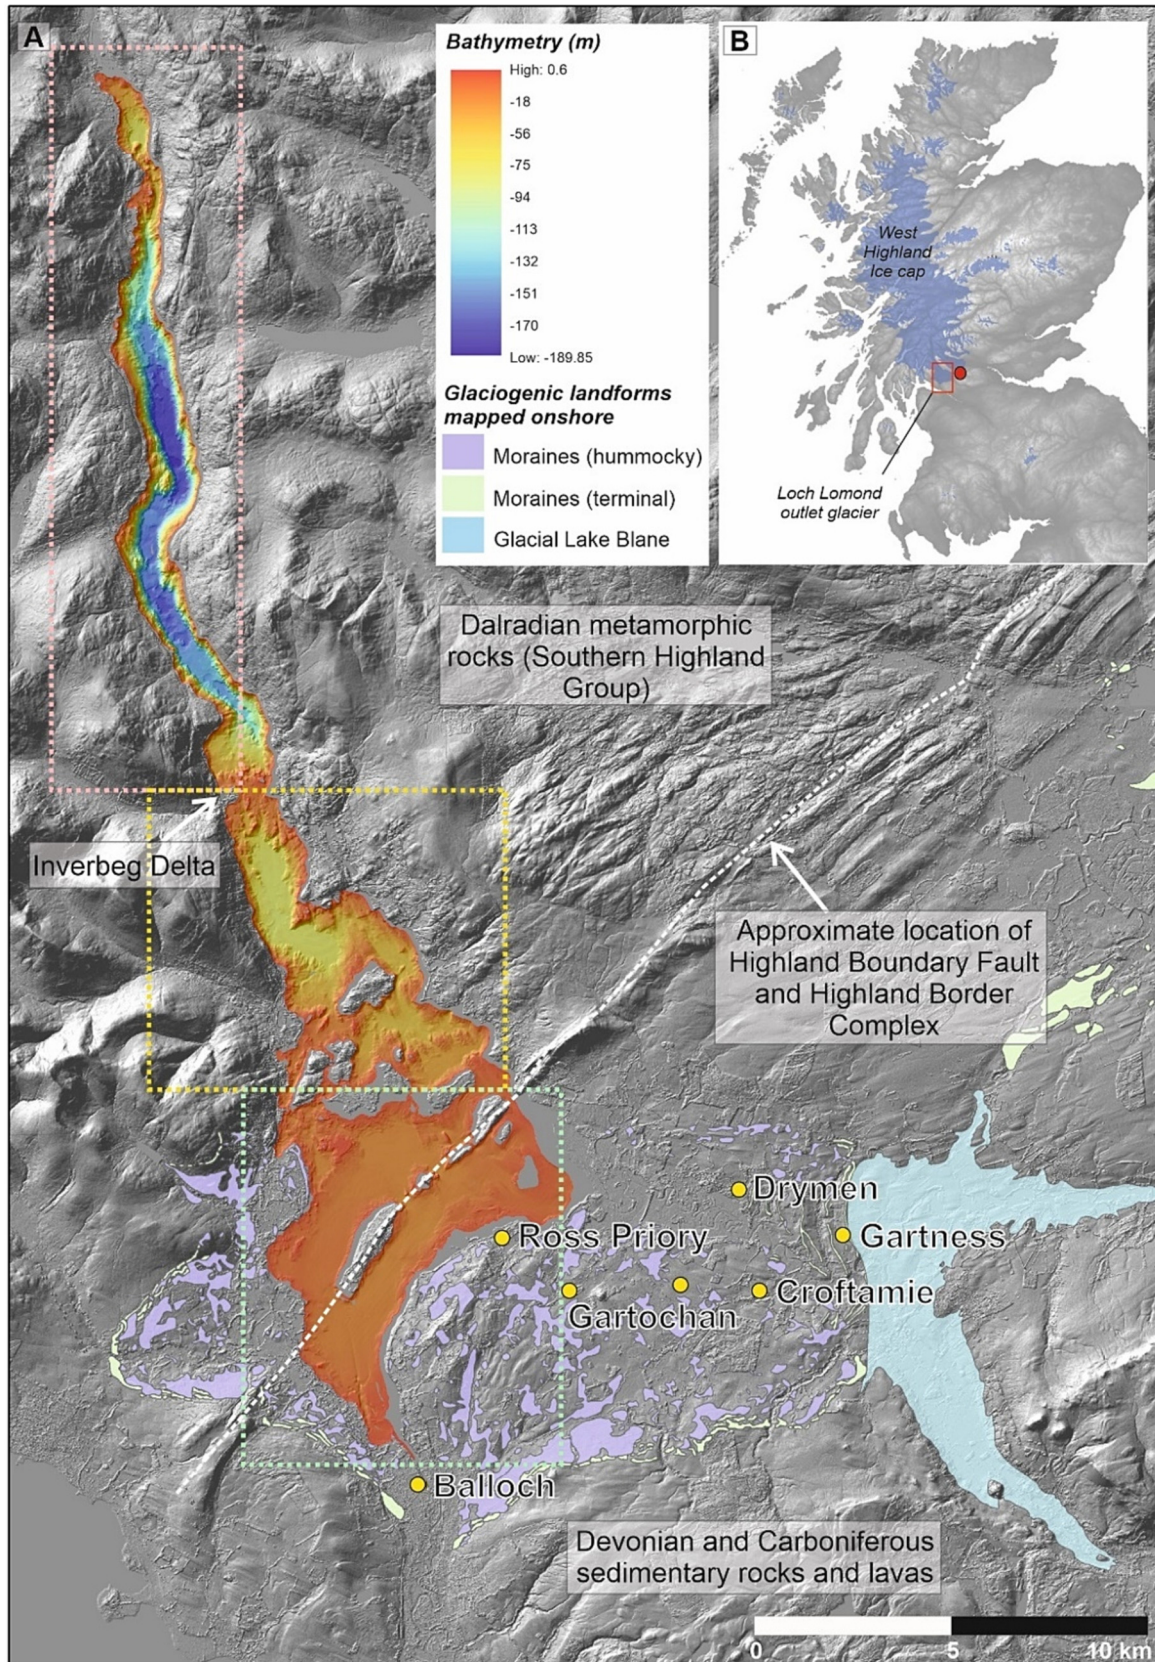 A
Bathymetry (m)
High: 0.6
-18
-56
-75
-94
-113
-132
-151
-170
Low: -189.85
Glaciogenic landforms
mapped onshore
Moraines (hummocky)
Moraines (terminal)
Glacial Lake Blane
B
West
Highland
Ice cap
Loch Lomond
outlet glacier
Dalradian metamorphic
rocks (Southern Highland
Group)
Inverbeg Delta
Approximate location of
Highland Boundary Fault
and Highland Border
Complex
Drymen
Ross Priory
Gartness
Gartochan
Croftamie
Balloch
Devonian and Carboniferous
sedimentary rocks and lavas
0 5 10 km